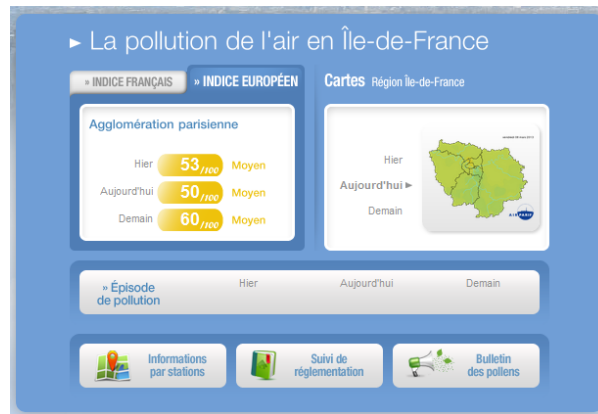 ► La pollution de l'air en Île-de-France
» INDICE FRANÇAIS
» INDICE EUROPÉEN
Agglomération parisienne
Hier 53/100 Moyen
Aujourd'hui 50/100 Moyen
Demain 60/100 Moyen
Cartes Région Île-de-France
Hier
Aujourd'hui ►
Demain
AIRPARIF
» Épisode
de pollution
Hier
Aujourd'hui
Demain
Informations
par stations
Suivi de
réglementation
Bulletin
des pollens